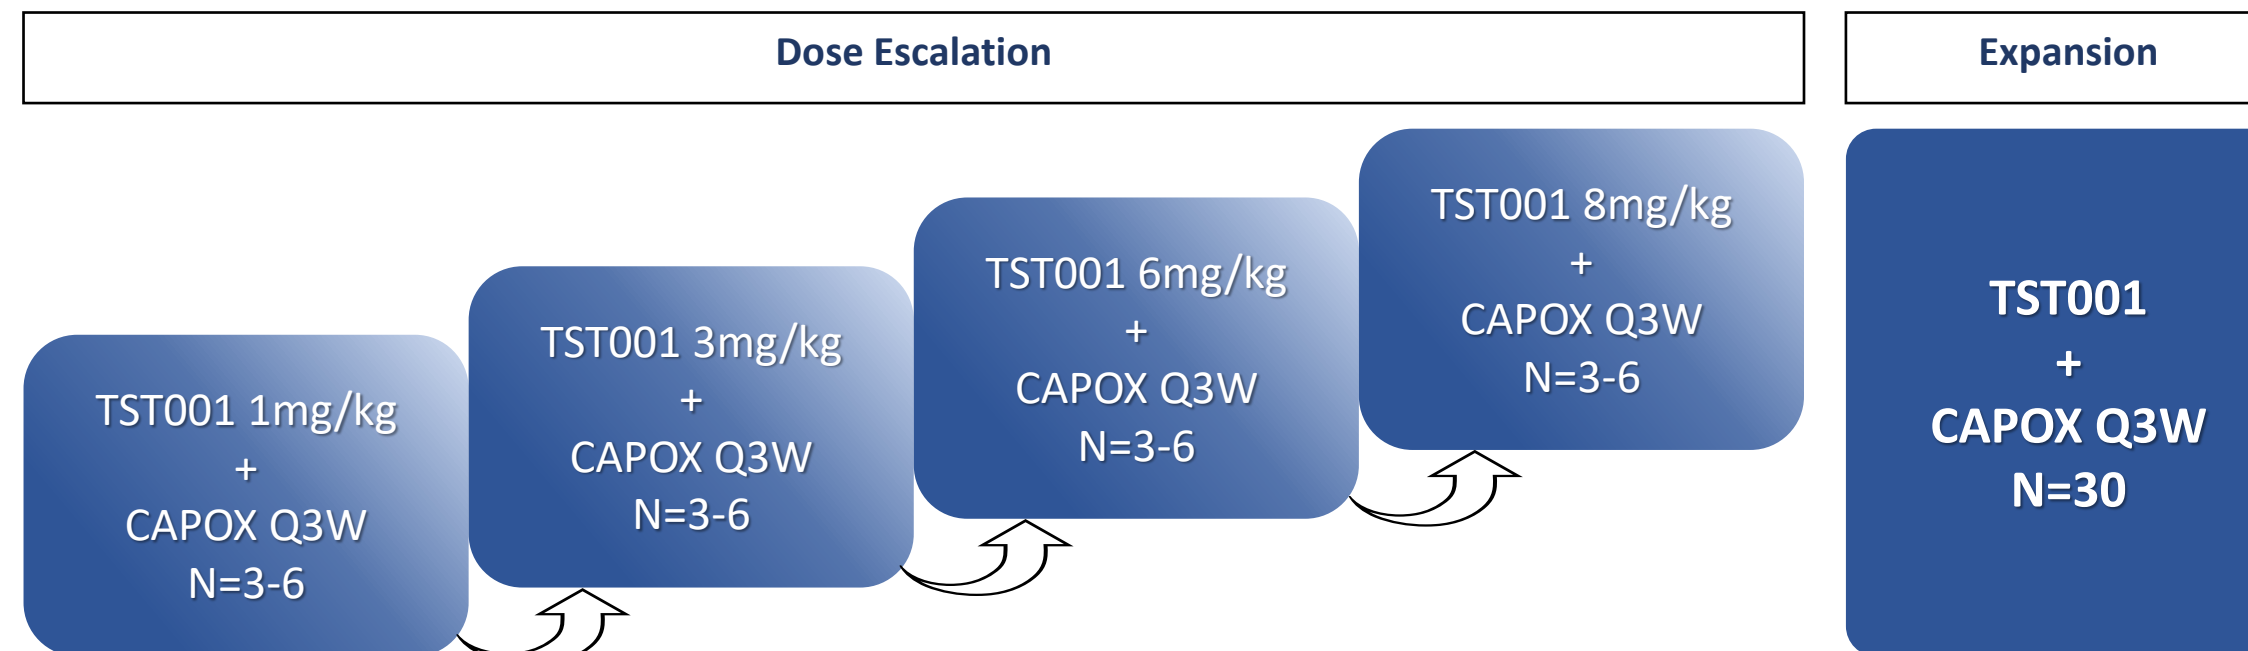 Dose Escalation
Expansion
TST001 1mg/kg
+
CAPOX Q3W
N=3-6
TST001 3mg/kg
+
CAPOX Q3W
N=3-6
TST001 6mg/kg
+
CAPOX Q3W
N=3-6
TST001 8mg/kg
+
CAPOX Q3W
N=3-6
TST001
+
CAPOX Q3W
N=30